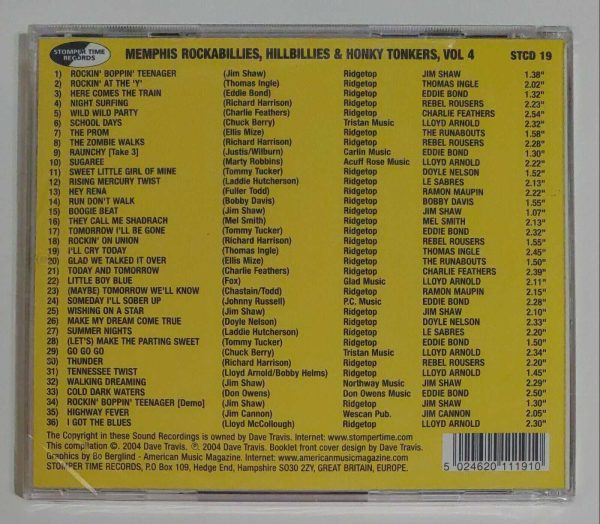 STOMPER TIME
RECORDS
MEMPHIS ROCKABILLIES, HILLBILLIES & HONKY TONKERS, VOL 4 STCD 19
1) ROCKIN' BOPPIN' TEENAGER (Jim Shaw) Ridgetop JIM SHAW 1.38"
2) ROCKIN' AT THE 'Y' (Thomas Ingle) Ridgetop THOMAS INGLE 2.02"
3) HERE COMES THE TRAIN (Eddie Bond) Ridgetop EDDIE BOND 1.32"
4) NIGHT SURFING (Richard Harrison) Ridgetop REBEL ROUSERS 2.23"
5) WILD WILD PARTY (Charlie Feathers) Ridgetop CHARLIE FEATHERS 2.54"
6) SCHOOL DAYS (Chuck Berry) Tristan Music LLOYD ARNOLD 2.32"
7) THE PROM (Ellis Mize) Ridgetop THE RUNABOUTS 1.58"
8) THE ZOMBIE WALKS (Richard Harrison) Ridgetop REBEL ROUSERS 2.28"
9) RAUNCHY [Take 3] (Justis/Wilburn) Carlin Music EDDIE BOND 1.30"
10) SUGAREE (Marty Robbins) Acuff Rose Music LLOYD ARNOLD 2.22"
11) SWEET LITTLE GIRL OF MINE (Tommy Tucker) Ridgetop DOYLE NELSON 1.52"
12) RISING MERCURY TWIST (Laddie Hutcherson) Ridgetop LE SABRES 2.13"
13) HEY RENA (Fuller Todd) Ridgetop RAMON MAUPIN 2.22"
14) RUN DON'T WALK (Bobby Davis) Ridgetop BOBBY DAVIS 1.55"
15) BOOGIE BEAT (Jim Shaw) Ridgetop JIM SHAW 1.07"
16) THEY CALL ME SHADRACH (Mel Smith) Ridgetop MEL SMITH 2.13"
17) TOMORROW I'LL BE GONE (Tommy Tucker) Ridgetop EDDIE BOND 2.32"
18) ROCKIN' ON UNION (Richard Harrison) Ridgetop REBEL ROUSERS 1.55"
19) I'LL CRY TODAY (Thomas Ingle) Ridgetop THOMAS INGLE 2.45"
20) GLAD WE TALKED IT OVER (Ellis Mize) Ridgetop THE RUNABOUTS 1.50"
21) TODAY AND TOMORROW (Charlie Feathers) Ridgetop CHARLIE FEATHERS 2.39"
22) LITTLE BOY BLUE (Fox) Glad Music LLOYD ARNOLD 2.11"
23) (MAYBE) TOMORROW WE'LL KNOW (Chastain/Todd) Ridgetop RAMON MAUPIN 2.15"
24) SOMEDAY I'LL SOBER UP (Johnny Russell) P.C. Music EDDIE BOND 2.28"
25) WISHING ON A STAR (Jim Shaw) Ridgetop JIM SHAW 2.10"
26) MAKE MY DREAM COME TRUE (Doyle Nelson) Ridgetop DOYLE NELSON 2.33"
27) SUMMER NIGHTS (Laddie Hutcherson) Ridgetop LE SABRES 2.20"
28) (LET'S) MAKE THE PARTING SWEET (Tommy Tucker) Ridgetop EDDIE BOND 1.50"
29) GO GO GO (Chuck Berry) Tristan Music LLOYD ARNOLD 2.34"
30) THUNDER (Richard Harrison) Ridgetop REBEL ROUSERS 2.20"
31) TENNESSEE TWIST (Lloyd Arnold/Bobby Helms) Ridgetop LLOYD ARNOLD 1.45"
32) WALKING DREAMING (Jim Shaw) Northway Music JIM SHAW 2.29"
33) COLD DARK WATERS (Don Owens) Don Owens Music EDDIE BOND 2.50"
34) ROCKIN' BOPPIN' TEENAGER [Demo] (Jim Shaw) Ridgetop JIM SHAW 1.30"
35) HIGHWAY FEVER (Jim Cannon) Wescan Pub. JIM CANNON 2.05"
36) I GOT THE BLUES (Lloyd McCollough) Ridgetop LLOYD ARNOLD 2.30"
The Copyright in these Sound Recordings is owned by Dave Travis. Internet: www.stompertime.com
This compilation ©. 2004 Dave Travis. ℗. 2004 Dave Travis. Booklet front cover design by Dave Travis.
Graphics by Bo Berglind - American Music Magazine. Internet: www.americanmusicmagazine.com
STOMPER TIME RECORDS, P.O Box 109, Hedge End, Hampshire SO30 2ZY, GREAT BRITAIN, EUROPE.
5 024620 111910